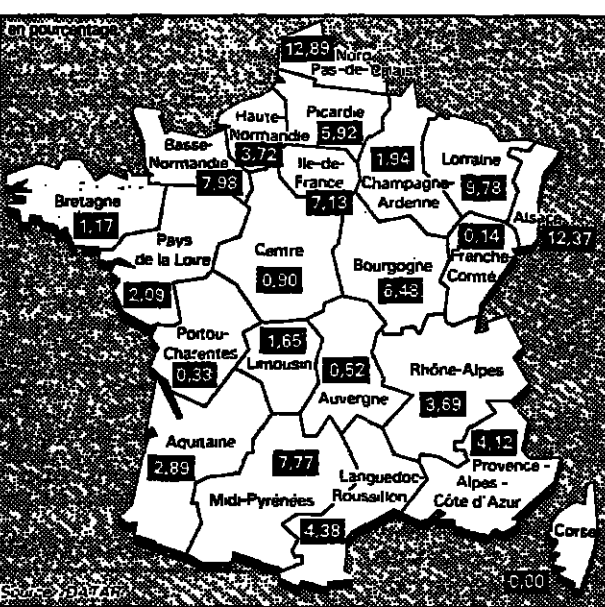 en pourcentage
12,89 Nord-
Pas-de-Calais
Haute-
Normandie
3,72
Picardie
5,92
Basse-
Normandie
7,98
Ile-de-
France
7,13
1,94
Champagne-
Ardenne
Lorraine
9,78
Alsace
12,37
Bretagne
1,17
Pays
de la Loire
2,09
Centre
0,90
Bourgogne
6,48
0,14
Franche-
Comté
Poitou-
Charentes
0,33
1,65
Limousin
0,52
Auvergne
Rhône-Alpes
3,69
Aquitaine
2,89
7,77
Midi-Pyrénées
Languedoc-
Roussillon
4,38
4,12
Provence -
Alpes -
Côte d'Azur
Corse
0,00
Source : DATAR